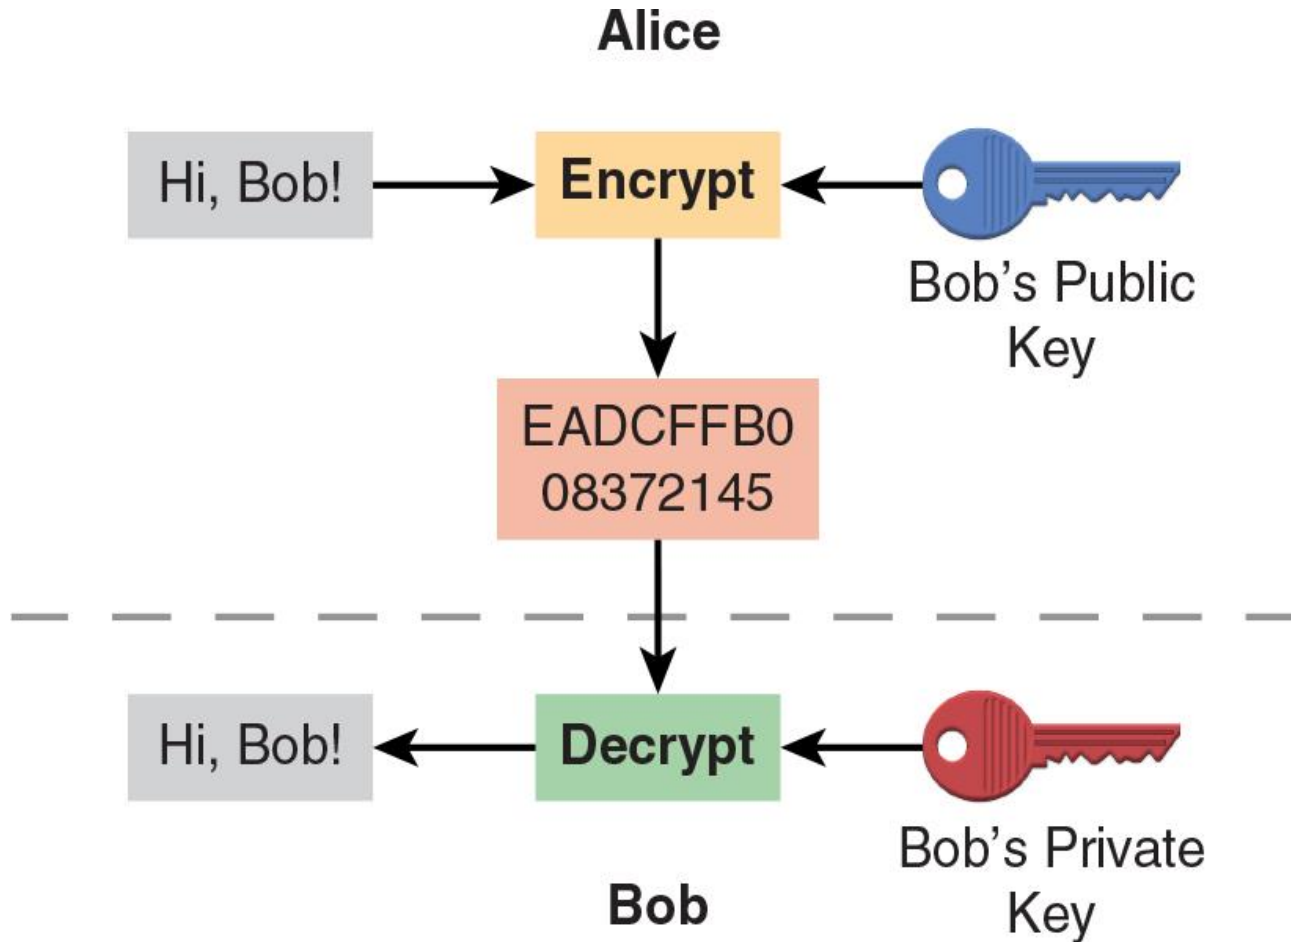 Alice
Hi, Bob!
Encrypt
Bob’s Public
Key
EADCFFB0
08372145
Hi, Bob!
Decrypt
Bob’s Private
Key
Bob